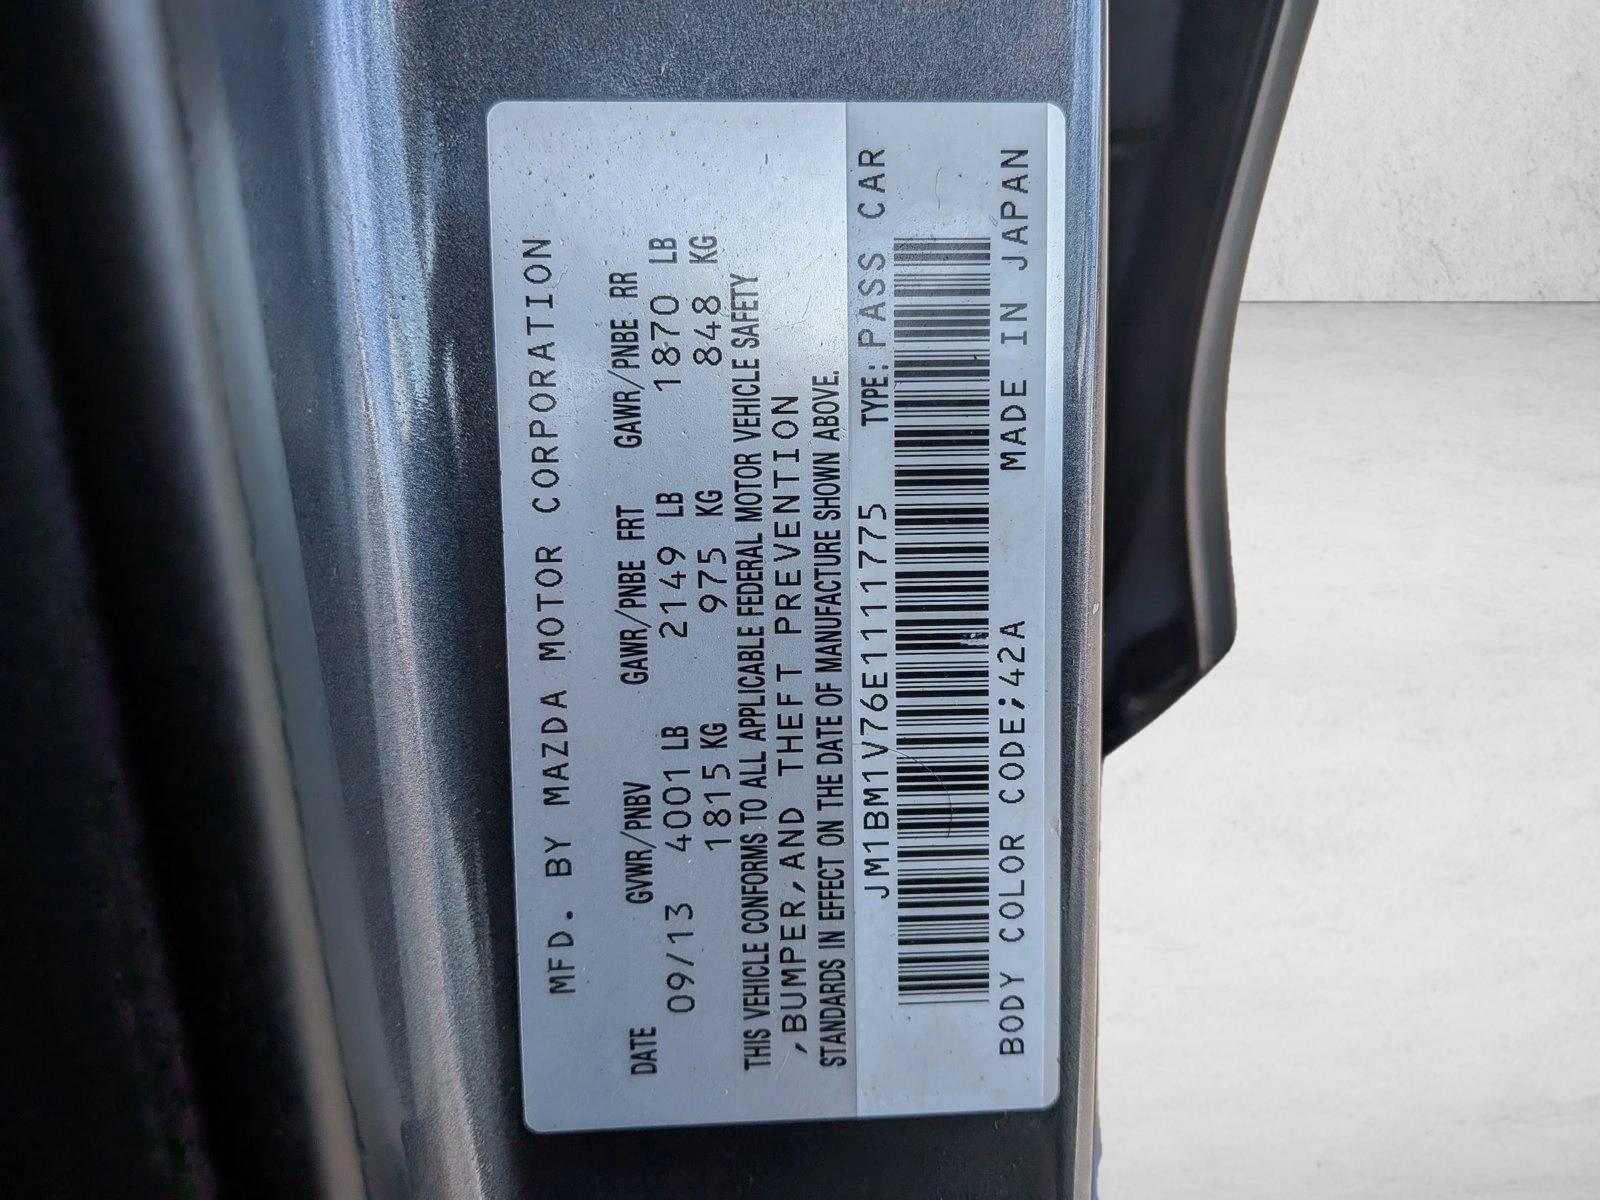 MFD. BY MAZDA MOTOR CORPORATION
DATE GVWR/PNBV GAWR/PNBE FRT GAWR/PNBE RR
09/13 4001 LB 2149 LB 1870 LB
1815 KG 975 KG 848 KG
THIS VEHICLE CONFORMS TO ALL APPLICABLE FEDERAL MOTOR VEHICLE SAFETY
,BUMPER,AND THEFT PREVENTION
STANDARDS IN EFFECT ON THE DATE OF MANUFACTURE SHOWN ABOVE.
JM1BM1V76E1111775 TYPE: PASS CAR
BODY COLOR CODE;42A MADE IN JAPAN